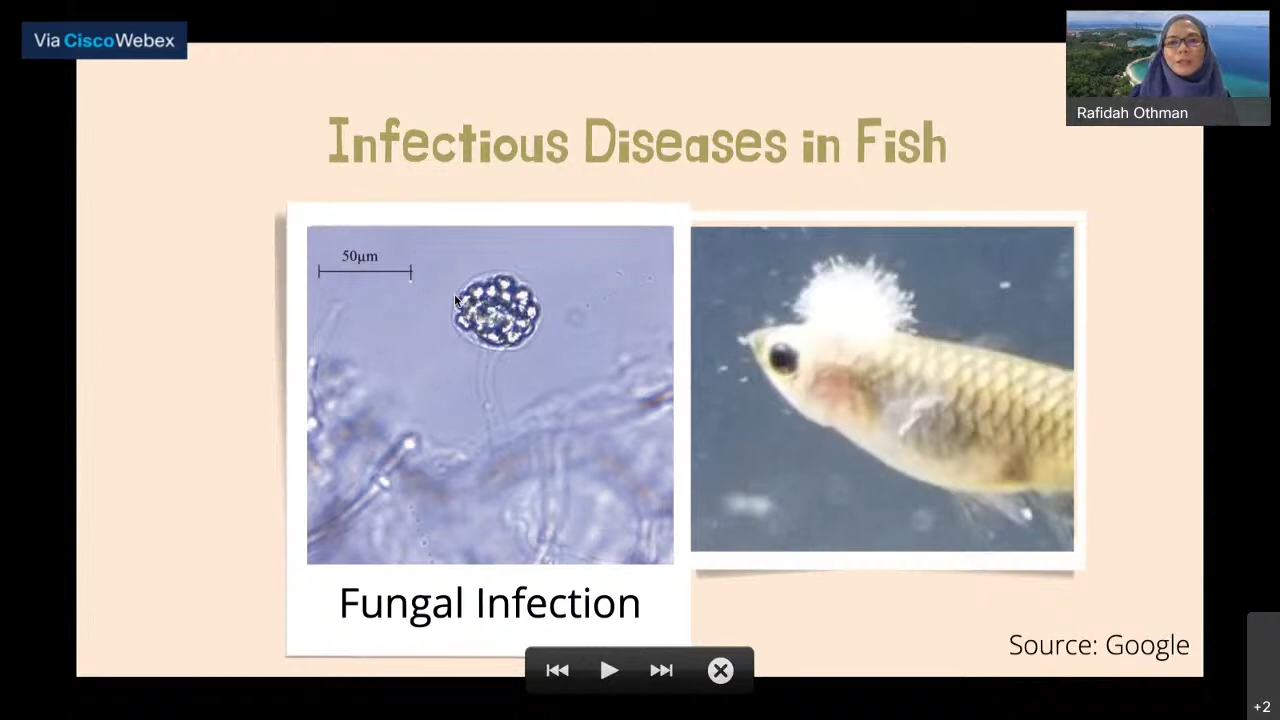 Via CiscoWebex
Rafidah Othman
Infectious Diseases in Fish
50µm
Fungal Infection
Source: Google
+2